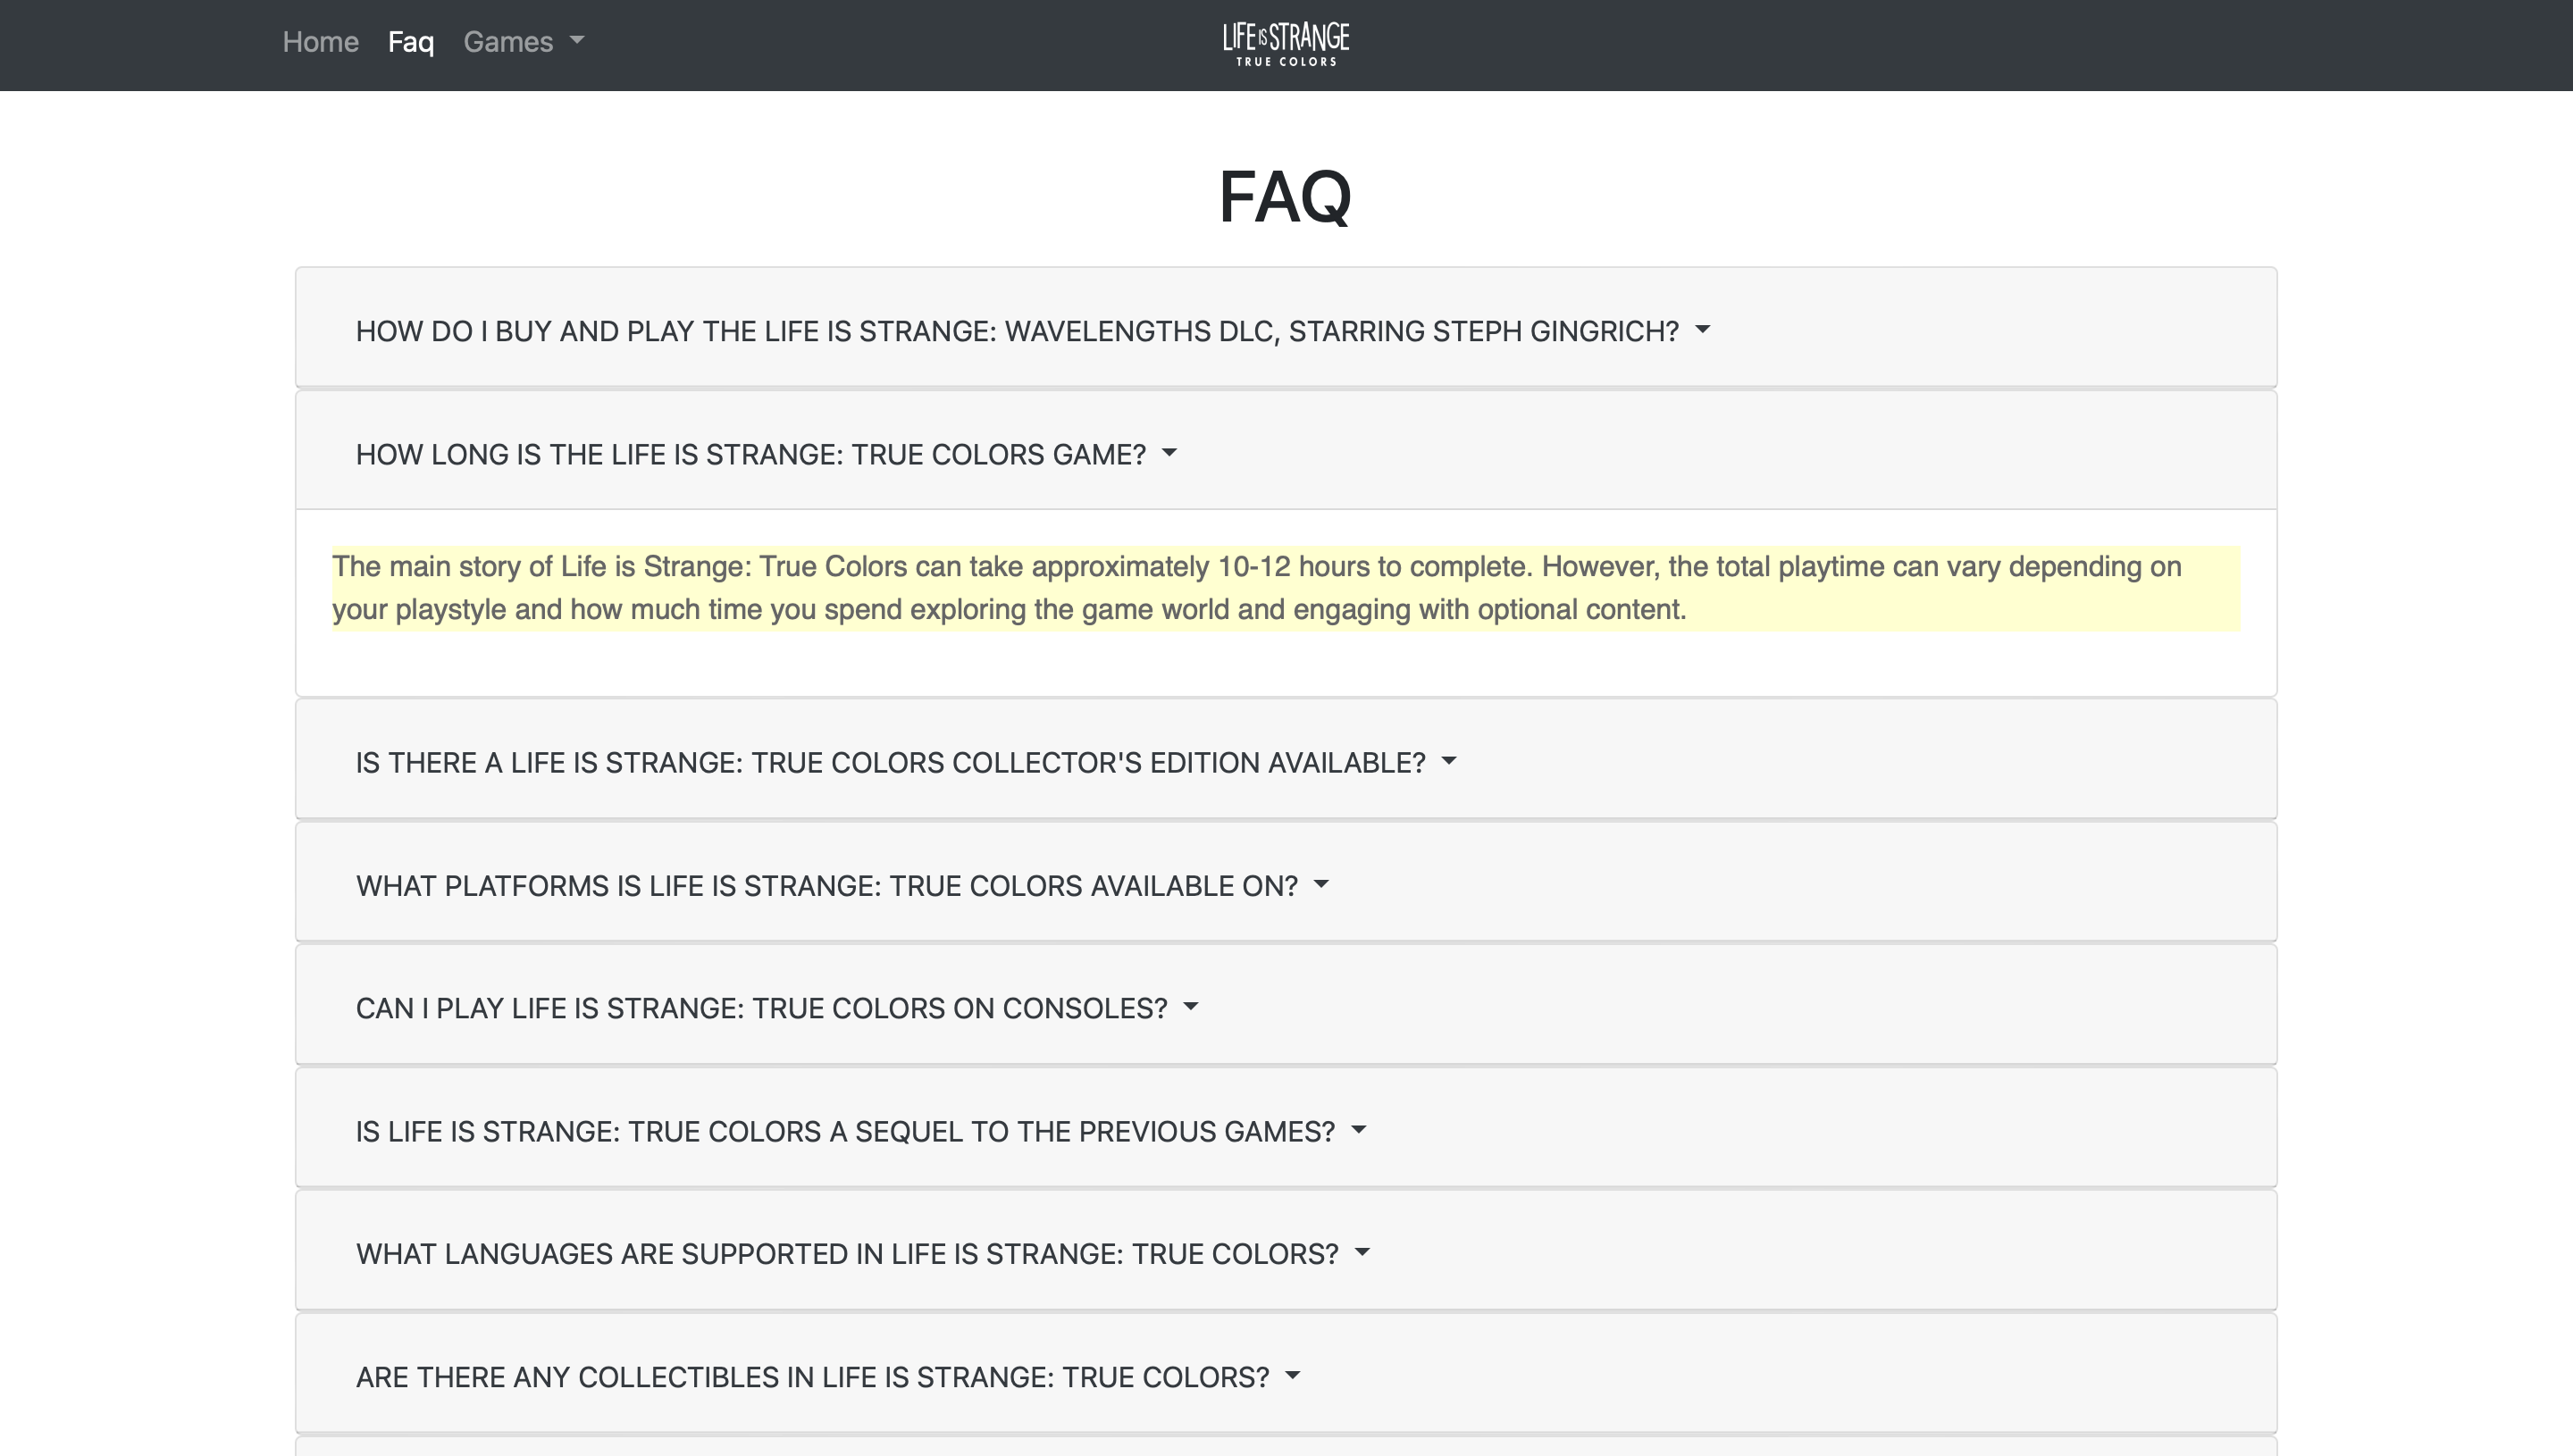 Home Faq Games
LIFE IS STRANGE
TRUE COLORS
FAQ
HOW DO I BUY AND PLAY THE LIFE IS STRANGE: WAVELENGTHS DLC, STARRING STEPH GINGRICH?
HOW LONG IS THE LIFE IS STRANGE: TRUE COLORS GAME?
The main story of Life is Strange: True Colors can take approximately 10-12 hours to complete. However, the total playtime can vary depending on
your playstyle and how much time you spend exploring the game world and engaging with optional content.
IS THERE A LIFE IS STRANGE: TRUE COLORS COLLECTOR'S EDITION AVAILABLE?
WHAT PLATFORMS IS LIFE IS STRANGE: TRUE COLORS AVAILABLE ON?
CAN I PLAY LIFE IS STRANGE: TRUE COLORS ON CONSOLES?
IS LIFE IS STRANGE: TRUE COLORS A SEQUEL TO THE PREVIOUS GAMES?
WHAT LANGUAGES ARE SUPPORTED IN LIFE IS STRANGE: TRUE COLORS?
ARE THERE ANY COLLECTIBLES IN LIFE IS STRANGE: TRUE COLORS?